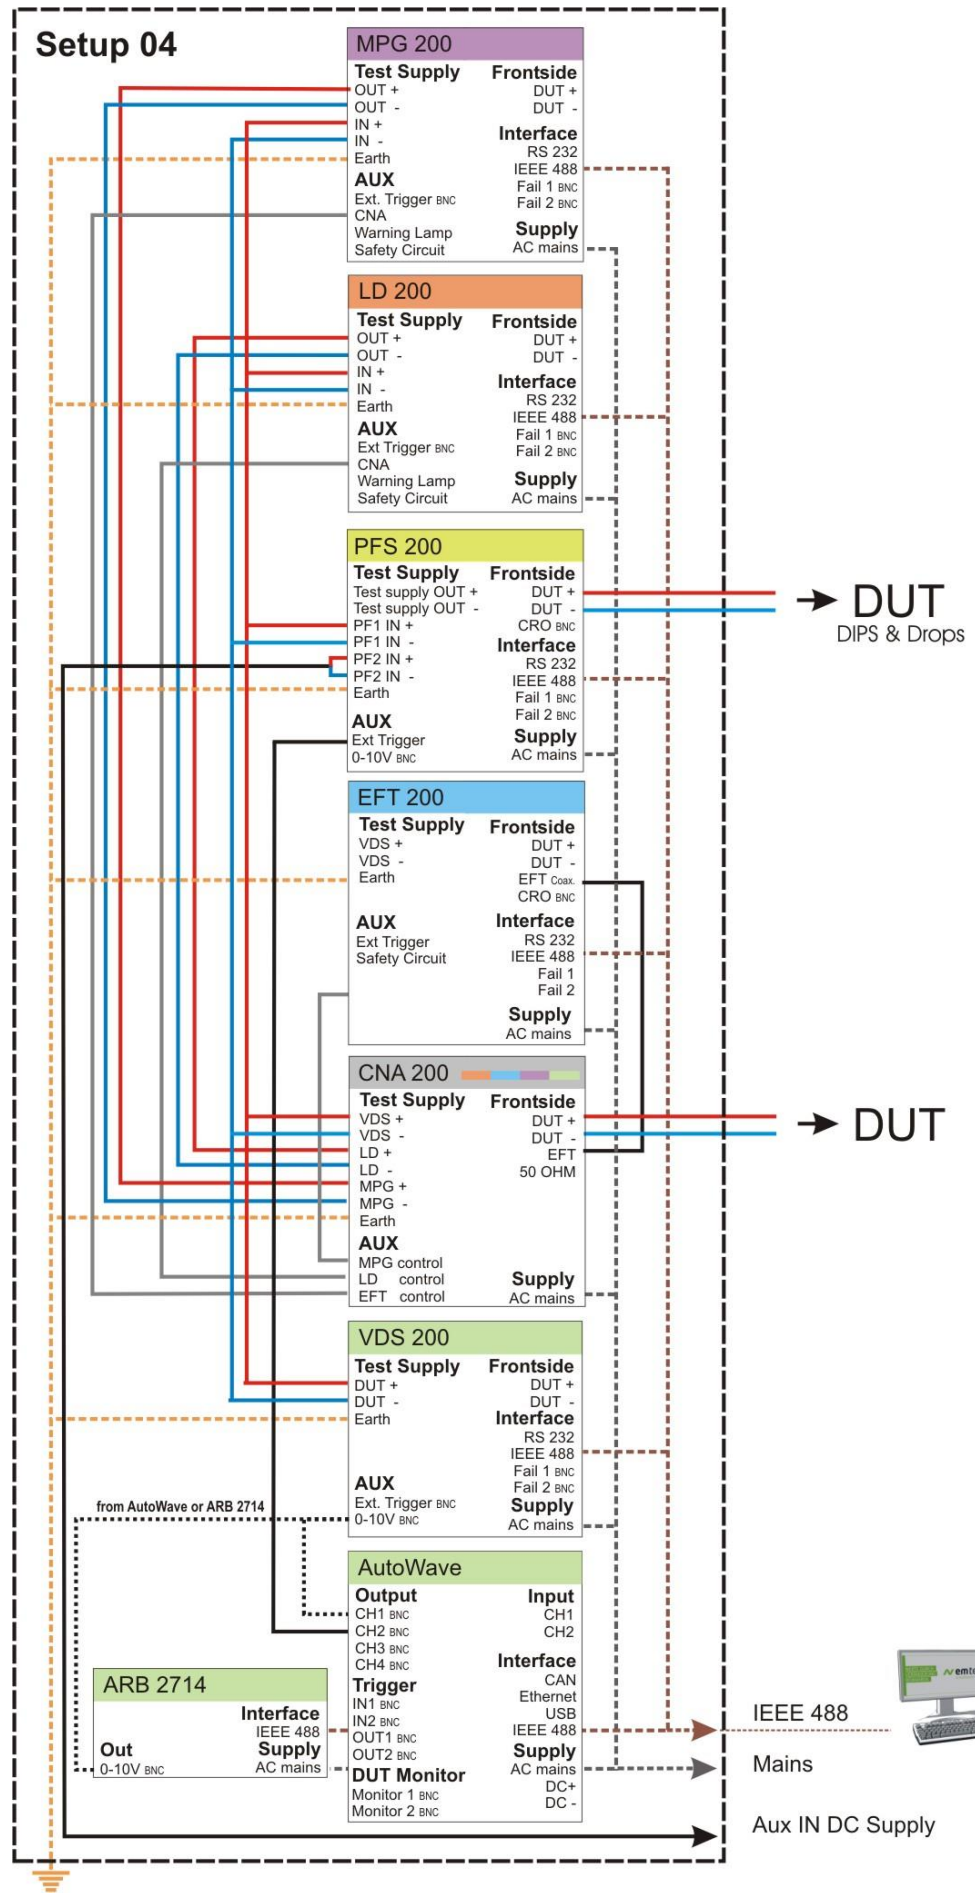 Setup 04
MPG 200
Test Supply
OUT +
OUT -
IN +
IN -
Earth
AUX
Ext. Trigger BNC
CNA
Warning Lamp
Safety Circuit
Frontside
DUT +
DUT -
Interface
RS 232
IEEE 488
Fail 1 BNC
Fail 2 BNC
Supply
AC mains
LD 200
Test Supply
OUT +
OUT -
IN +
IN -
Earth
AUX
Ext Trigger BNC
CNA
Warning Lamp
Safety Circuit
Frontside
DUT +
DUT -
Interface
RS 232
IEEE 488
Fail 1 BNC
Fail 2 BNC
Supply
AC mains
PFS 200
Test Supply
Test supply OUT +
Test supply OUT -
PF1 IN +
PF1 IN -
PF2 IN +
PF2 IN -
Earth
AUX
Ext Trigger
0-10V BNC
Frontside
DUT +
DUT -
CRO BNC
Interface
RS 232
IEEE 488
Fail 1 BNC
Fail 2 BNC
Supply
AC mains
DUT
DIPS & Drops
EFT 200
Test Supply
VDS +
VDS -
Earth
AUX
Ext Trigger
Safety Circuit
Frontside
DUT +
DUT -
EFT Coax.
CRO BNC
Interface
RS 232
IEEE 488
Fail 1
Fail 2
Supply
AC mains
CNA 200
Test Supply
VDS +
VDS -
LD +
LD -
MPG +
MPG -
Earth
AUX
MPG control
LD control
EFT control
Frontside
DUT +
DUT -
EFT
50 OHM
Supply
AC mains
DUT
VDS 200
Test Supply
DUT +
DUT -
Earth
AUX
Ext. Trigger BNC
0-10V BNC
Frontside
DUT +
DUT -
Interface
RS 232
IEEE 488
Fail 1 BNC
Fail 2 BNC
Supply
AC mains
from AutoWave or ARB 2714
AutoWave
Output
CH1 BNC
CH2 BNC
CH3 BNC
CH4 BNC
Trigger
IN1 BNC
IN2 BNC
OUT1 BNC
OUT2 BNC
DUT Monitor
Monitor 1 BNC
Monitor 2 BNC
Input
CH1
CH2
Interface
CAN
Ethernet
USB
IEEE 488
Supply
AC mains
DC+
DC -
ARB 2714
Interface
IEEE 488
Out
0-10V BNC
Supply
AC mains
IEEE 488
Mains
Aux IN DC Supply